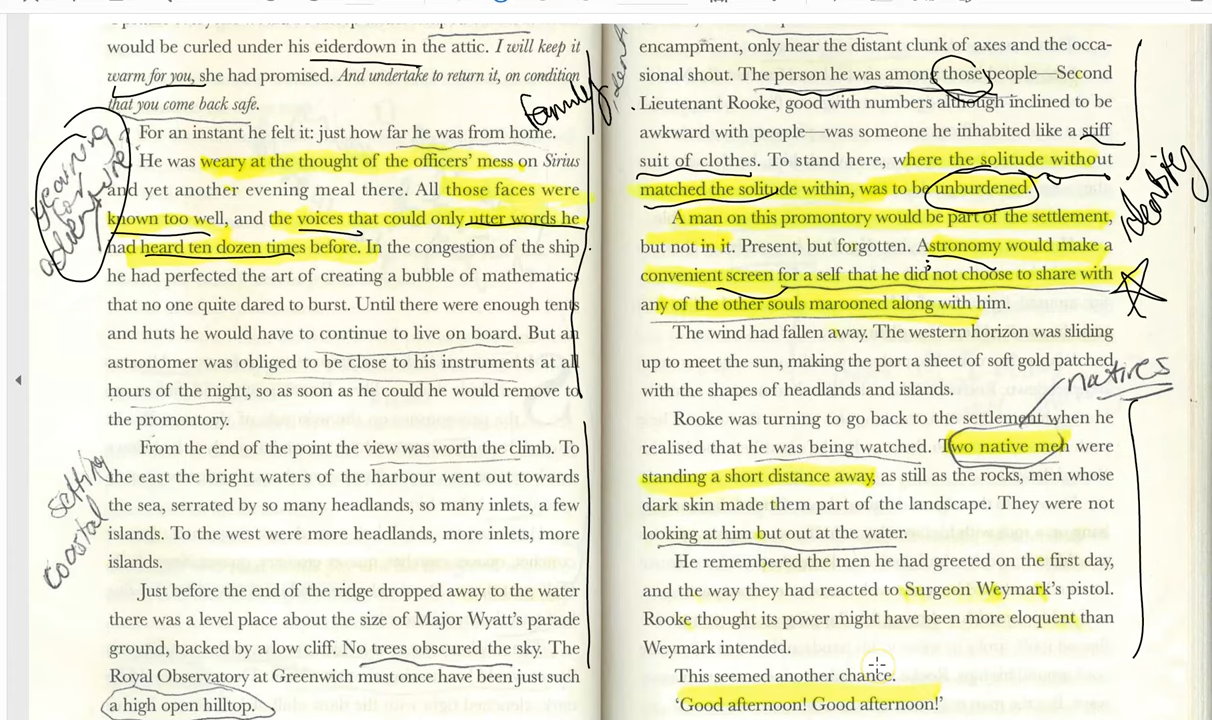 would be curled under his eiderdown in the attic. I will keep it
warm for you, she had promised. And undertake to return it, on condition
that you come back safe.
For an instant he felt it: just how far he was from home.
He was weary at the thought of the officers' mess on Sirius
and yet another evening meal there. All those faces were
known too well, and the voices that could only utter words he
had heard ten dozen times before. In the congestion of the ship
he had perfected the art of creating a bubble of mathematics
that no one quite dared to burst. Until there were enough tents
and huts he would have to continue to live on board. But an
astronomer was obliged to be close to his instruments at all
hours of the night, so as soon as he could he would remove to
the promontory.
From the end of the point the view was worth the climb. To
the east the bright waters of the harbour went out towards
the sea, serrated by so many headlands, so many inlets, a few
islands. To the west were more headlands, more inlets, more
islands.
Just before the end of the ridge dropped away to the water
there was a level place about the size of Major Wyatt's parade
ground, backed by a low cliff. No trees obscured the sky. The
Royal Observatory at Greenwich must once have been just such
a high open hilltop.
yearning
for
adventure
setting
coastal
family
encampment, only hear the distant clunk of axes and the occa-
sional shout. The person he was among those people—Second
Lieutenant Rooke, good with numbers although inclined to be
awkward with people—was someone he inhabited like a stiff
suit of clothes. To stand here, where the solitude without
matched the solitude within, was to be unburdened.
A man on this promontory would be part of the settlement,
but not in it. Present, but forgotten. Astronomy would make a
convenient screen for a self that he did not choose to share with
any of the other souls marooned along with him.
The wind had fallen away. The western horizon was sliding
up to meet the sun, making the port a sheet of soft gold patched
with the shapes of headlands and islands.
Rooke was turning to go back to the settlement when he
realised that he was being watched. Two native men were
standing a short distance away, as still as the rocks, men whose
dark skin made them part of the landscape. They were not
looking at him but out at the water.
He remembered the men he had greeted on the first day,
and the way they had reacted to Surgeon Weymark's pistol.
Rooke thought its power might have been more eloquent than
Weymark intended.
This seemed another chance.
'Good afternoon! Good afternoon!'
identity
natives